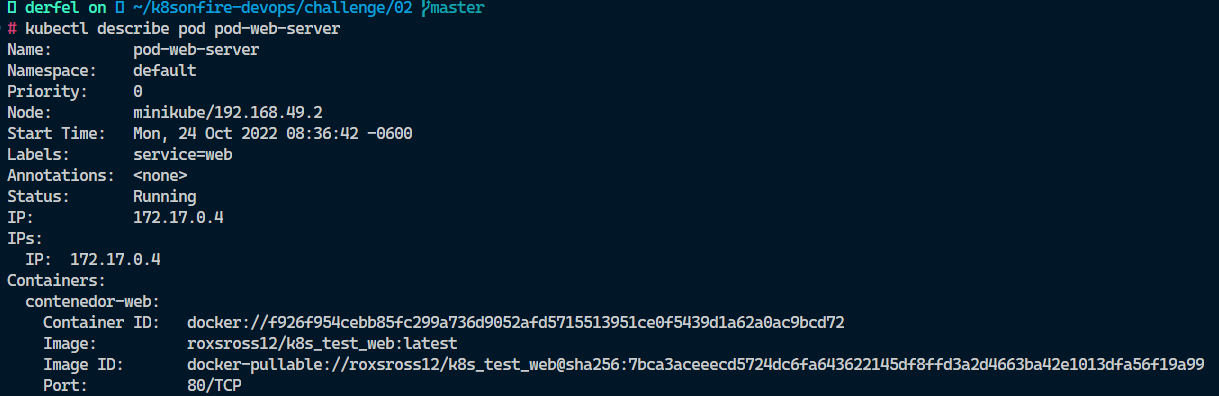 derfel on ~/k8sonfire-devops/challenge/02 master
# kubectl describe pod pod-web-server
Name: pod-web-server
Namespace: default
Priority: 0
Node: minikube/192.168.49.2
Start Time: Mon, 24 Oct 2022 08:36:42 -0600
Labels: service=web
Annotations: <none>
Status: Running
IP: 172.17.0.4
IPs:
IP: 172.17.0.4
Containers:
contenedor-web:
Container ID: docker://f926f954cebb85fc299a736d9052afd5715513951ce0f5439d1a62a0ac9bcd72
Image: roxsross12/k8s_test_web:latest
Image ID: docker-pullable://roxsross12/k8s_test_web@sha256:7bca3aceeecd5724dc6fa643622145df8ffd3a2d4663ba42e1013dfa56f19a99
Port: 80/TCP